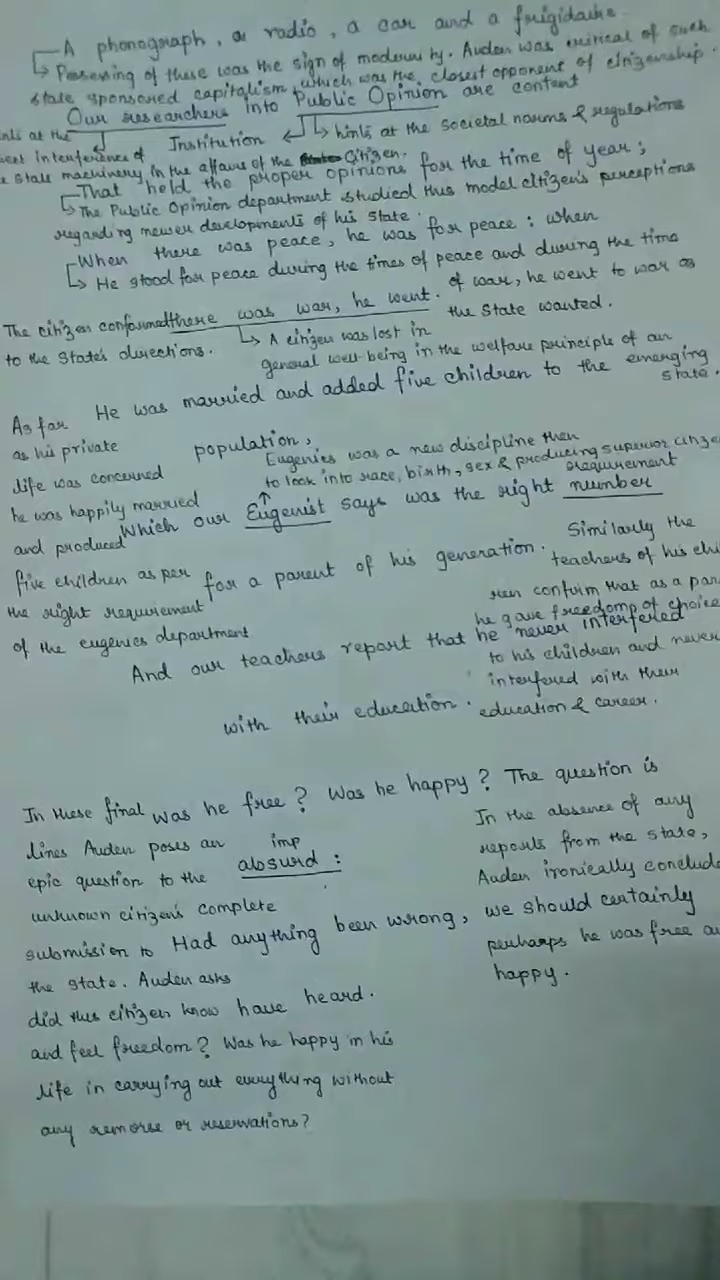 A phonograph, a radio, a car and a frigidaire.
Possessing of these was the sign of modernity. Auden was critical of such
state sponsored capitalism which was the closest opponent of citizenship.
Our researchers into Public Opinion are content
at the Institution hints at the societal norms & regulations
Interference of
State machinery in the affairs of the Citizen.
That held the proper opinions for the time of year;
The Public Opinion department studied this model citizen's perceptions
regarding newer developments of his State.
When there was peace, he was for peace: when
He stood for peace during the times of peace and during the time
of war, he went to war as
the State wanted.
there was war, he went.
The citizen conformed
to the State's directions.
A citizen was lost in
general well-being in the welfare principle of an
emerging
state.
He was married and added five children to the
population,
As far
as his private
life was concerned
he was happily married
and produced
five children as per
the right requirement
of the eugenics department
Eugenics was a new discipline then
to look into race, birth, sex & producing superior
requirement
Which our Eugenist says was the right number
for a parent of his generation.
Similarly the
teachers of his
confirm that as a
he gave freedom of choice
to his children and never
interfered with their
education & career.
And our teachers report that he never interfered
with their education.
Was he free? Was he happy? The question is
imp
absurd:
Had anything been wrong, we should certainly
have heard.
In these final
lines Auden poses an
epic question to the
unknown citizen's complete
submission to
the state. Auden asks
did this citizen know
and feel freedom? Was he happy in his
life in carrying out everything without
any remorse or reservations?
In the absence of any
reports from the state,
Auden ironically
perhaps he was free
happy.